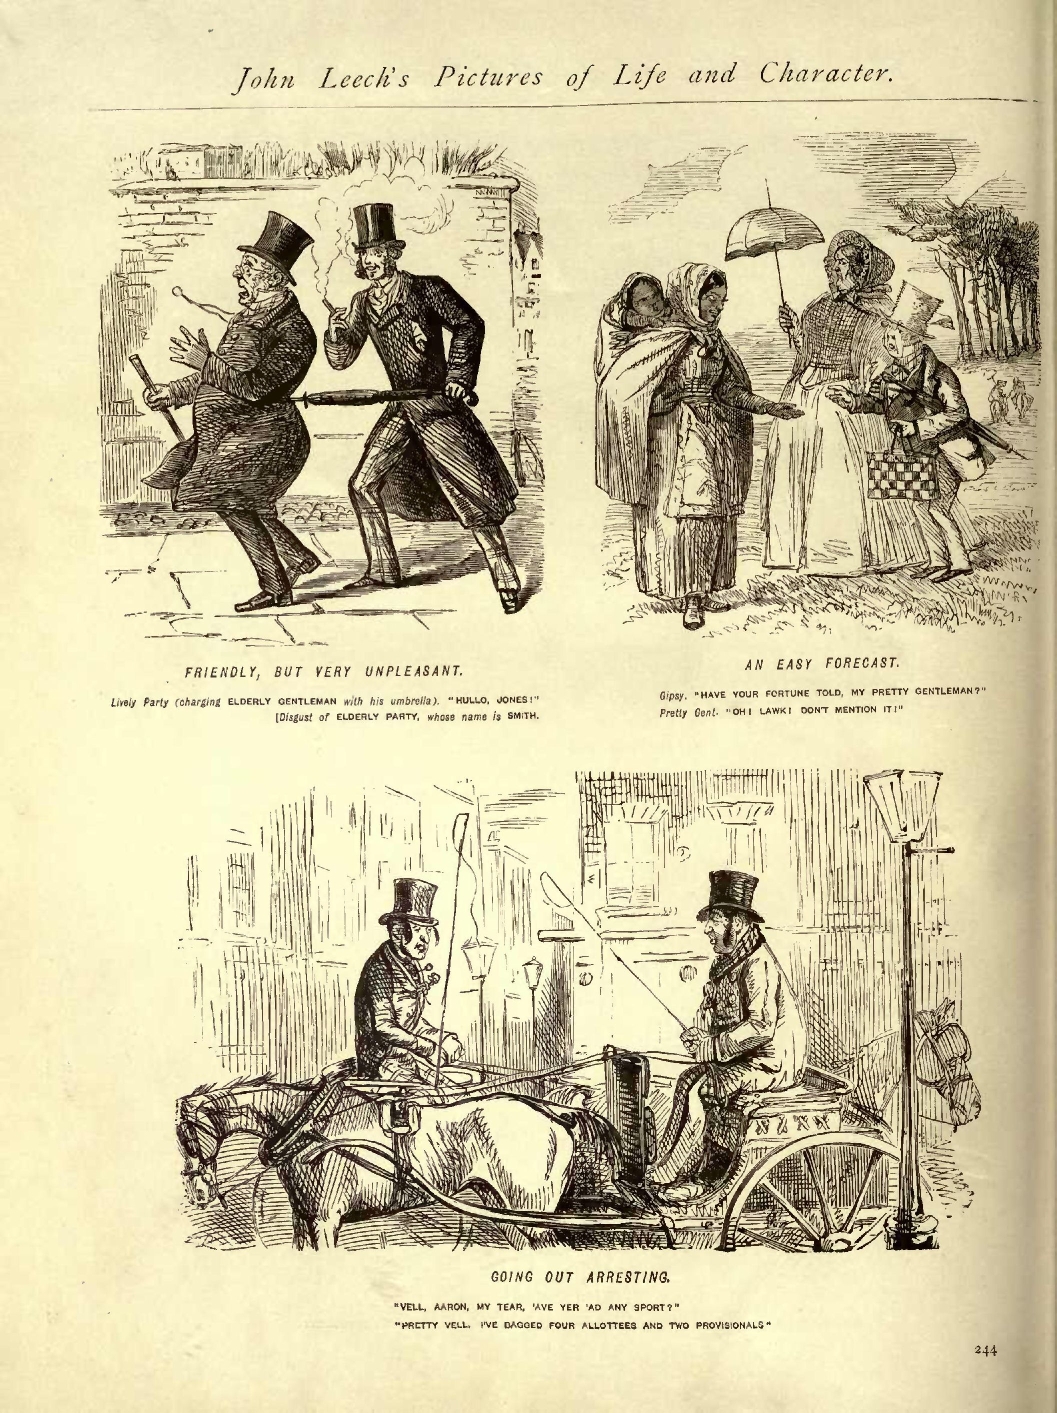 John Leech's Pictures of Life and Character.
FRIENDLY, BUT VERY UNPLEASANT.
Lively Party (charging ELDERLY GENTLEMAN with his umbrella). "HULLO, JONES!"
[Disgust of ELDERLY PARTY, whose name is SMITH.
AN EASY FORECAST.
Gipsy. "HAVE YOUR FORTUNE TOLD, MY PRETTY GENTLEMAN?"
Pretty Gent. "OH! LAWK! DON'T MENTION IT!"
GOING OUT ARRESTING.
"VELL, AARON, MY TEAR, 'AVE YER 'AD ANY SPORT?"
"PRETTY VELL. I'VE BAGGED FOUR ALLOTTEES AND TWO PROVISIONALS"
244